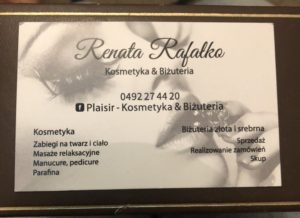 Renata Rafałko
Kosmetyka & Biżuteria
0492 27 44 20
f Plaisir - Kosmetyka & Biżuteria
Kosmetyka
Zabiegi na twarz i ciało
Masaże relaksacyjne
Manucure, pedicure
Parafina
Biżuteria złota i srebrna
Sprzedaż
Realizowanie zamówień
Skup